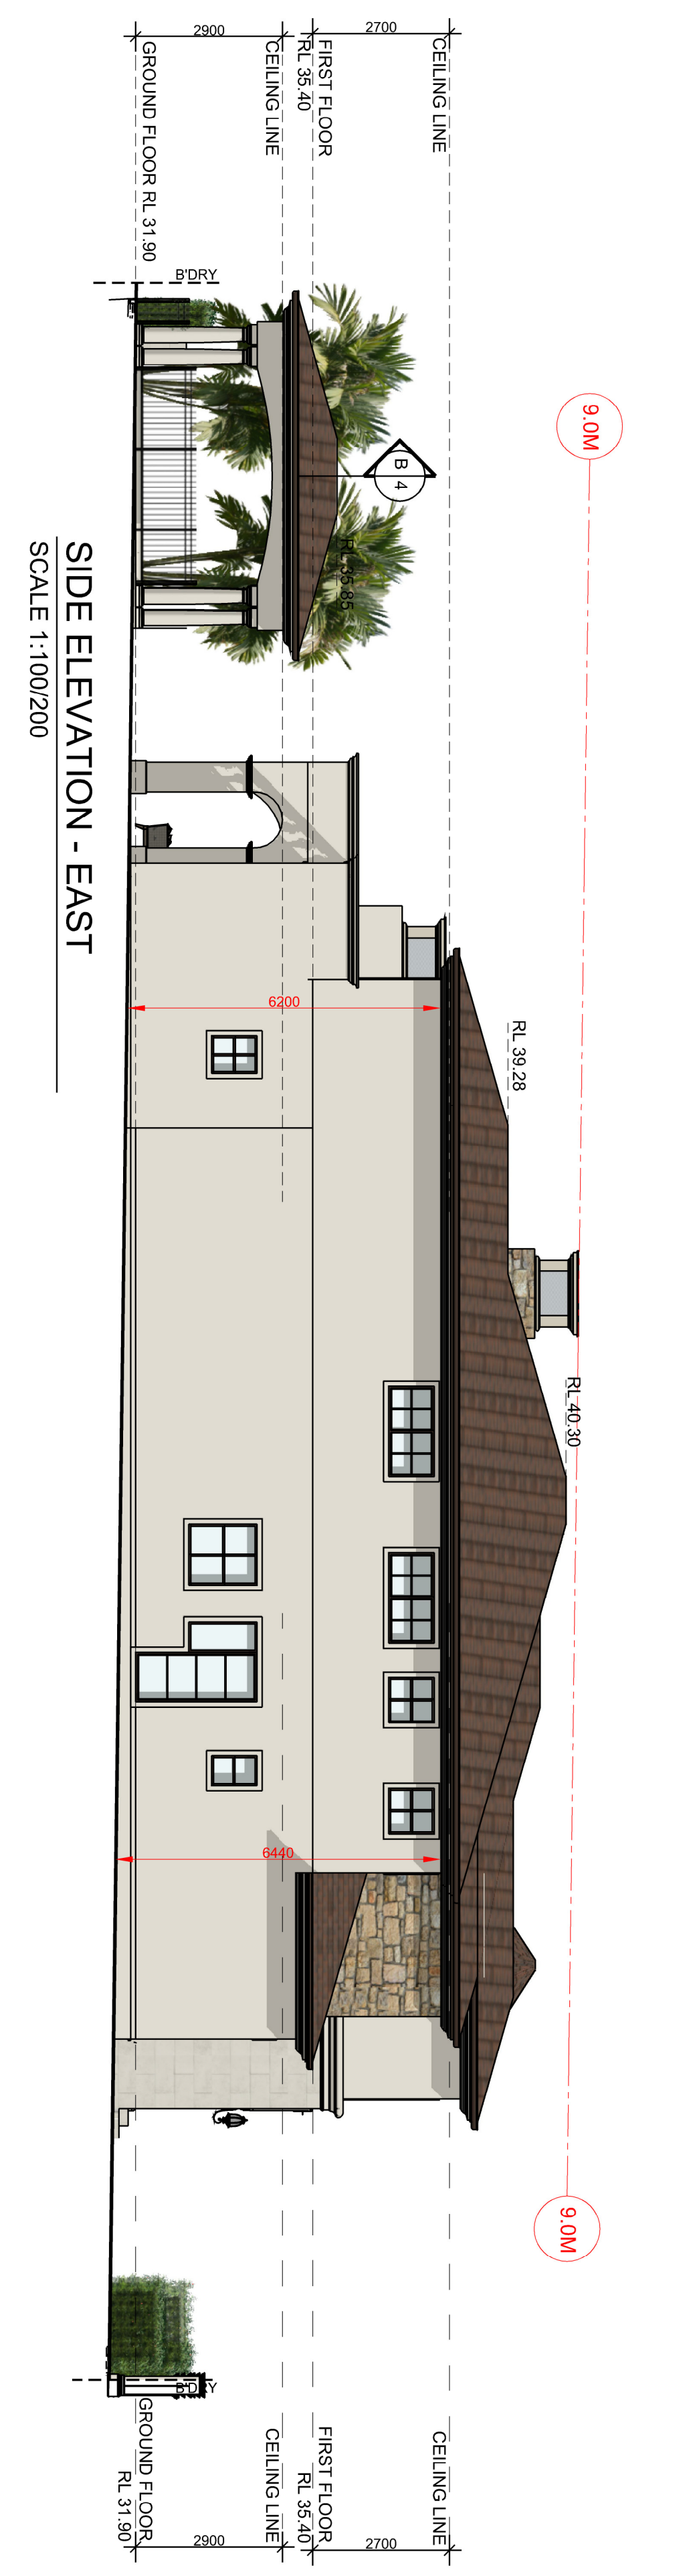 9.0M
9.0M
CEILING LINE
2700
FIRST FLOOR
RL 35.40
CEILING LINE
2900
GROUND FLOOR RL 31.90
B'DRY
B
4
RL 35.85
6200
RL 39.28
RL 40.30
6440
B'DRY
CEILING LINE
2700
FIRST FLOOR
RL 35.40
CEILING LINE
2900
GROUND FLOOR
RL 31.90
SIDE ELEVATION - EAST
SCALE 1:100/200